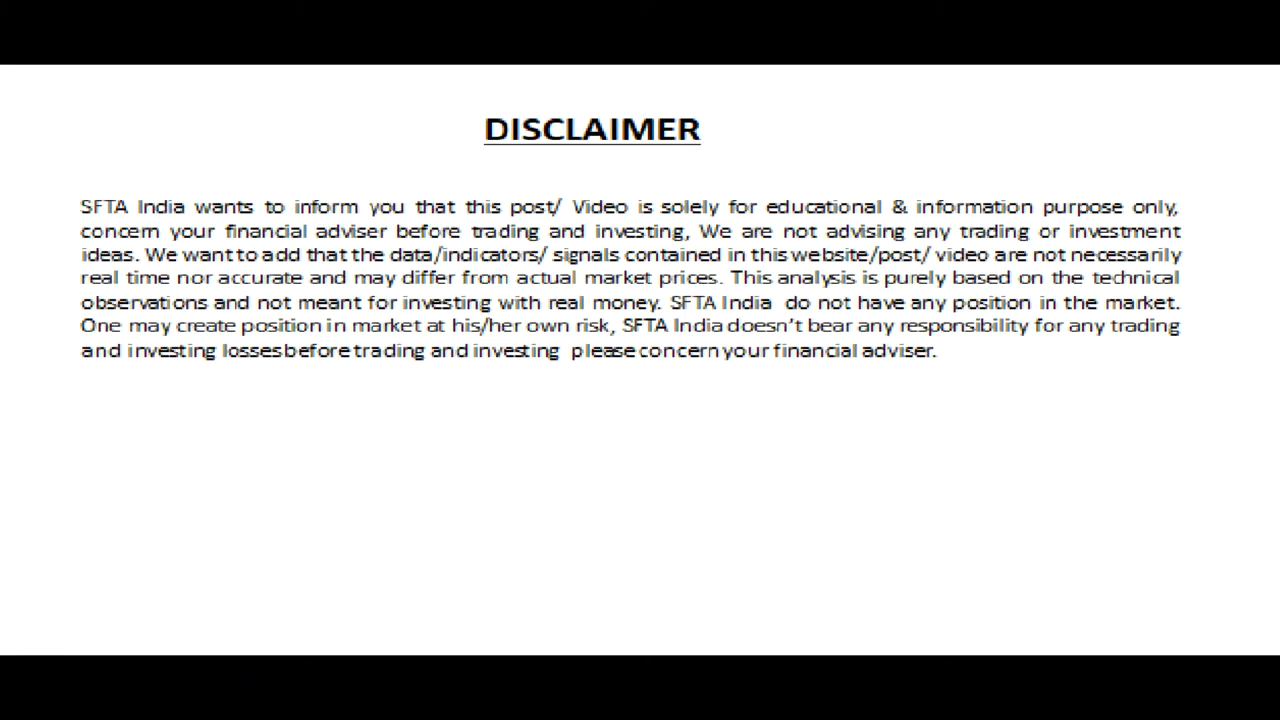 DISCLAIMER
SFTA India wants to inform you that this post/ Video is solely for educational & information purpose only,
concern your financial adviser before trading and investing, We are not advising any trading or investment
ideas. We want to add that the data/indicators/ signals contained in this website/post/ video are not necessarily
real time nor accurate and may differ from actual market prices. This analysis is purely based on the technical
observations and not meant for investing with real money. SFTA India do not have any position in the market.
One may create position in market at his/her own risk, SFTA India doesn’t bear any responsibility for any trading
and investing losses before trading and investing please concern your financial adviser.